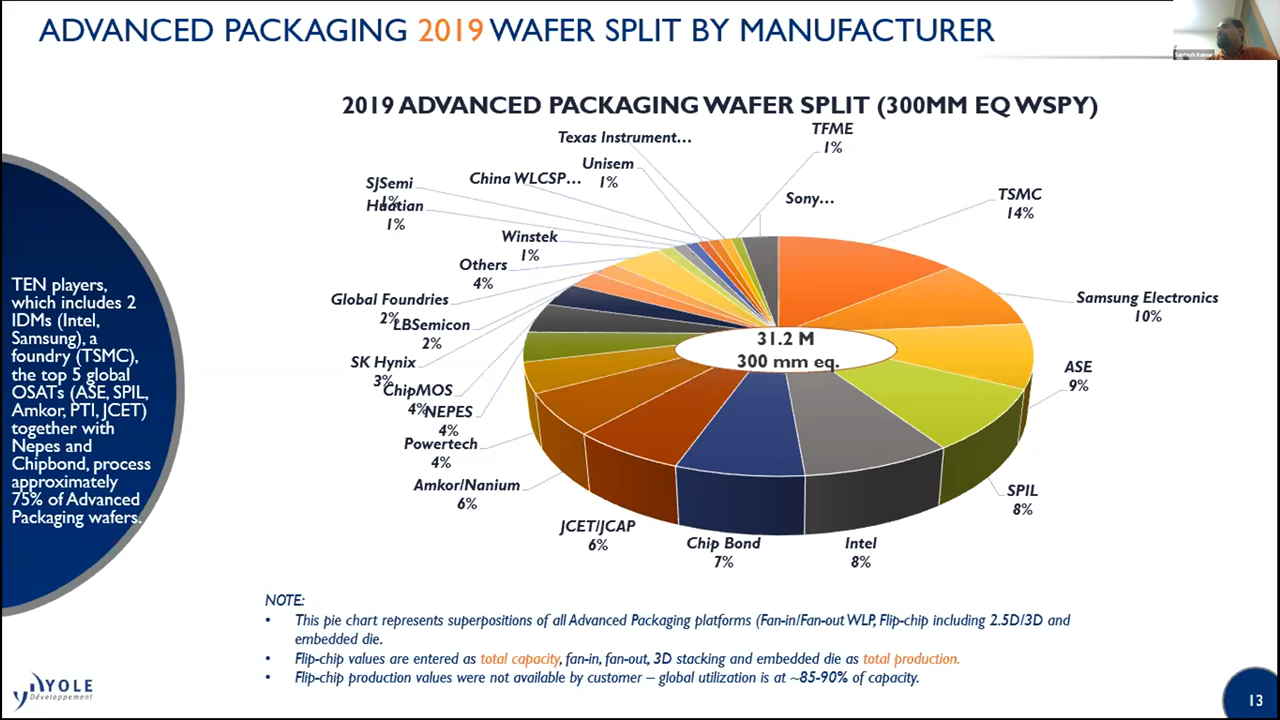 ADVANCED PACKAGING 2019 WAFER SPLIT BY MANUFACTURER
Santosh Kumar
2019 ADVANCED PACKAGING WAFER SPLIT (300MM EQ WSPY)
TFME
1%
Texas Instrument...
Unisem
1%
China WLCSP...
Sony...
SJSemi
1%
Huatian
1%
TSMC
14%
Winstek
1%
Others
4%
Samsung Electronics
10%
Global Foundries
2%
LBSemicon
2%
SK Hynix
3%
ChipMOS
4%
NEPES
4%
Powertech
4%
Amkor/Nanium
6%
JCET/JCAP
6%
Chip Bond
7%
Intel
8%
SPIL
8%
ASE
9%
31.2 M
300 mm eq.
TEN players,
which includes 2
IDMs (Intel,
Samsung), a
foundry (TSMC),
the top 5 global
OSATs (ASE, SPIL,
Amkor, PTI, JCET)
together with
Nepes and
Chipbond, process
approximately
75% of Advanced
Packaging wafers.
NOTE:
• This pie chart represents superpositions of all Advanced Packaging platforms (Fan-in/Fan-out WLP, Flip-chip including 2.5D/3D and
embedded die.
• Flip-chip values are entered as total capacity, fan-in, fan-out, 3D stacking and embedded die as total production.
• Flip-chip production values were not available by customer – global utilization is at ~85-90% of capacity.
YOLE
Développement
13